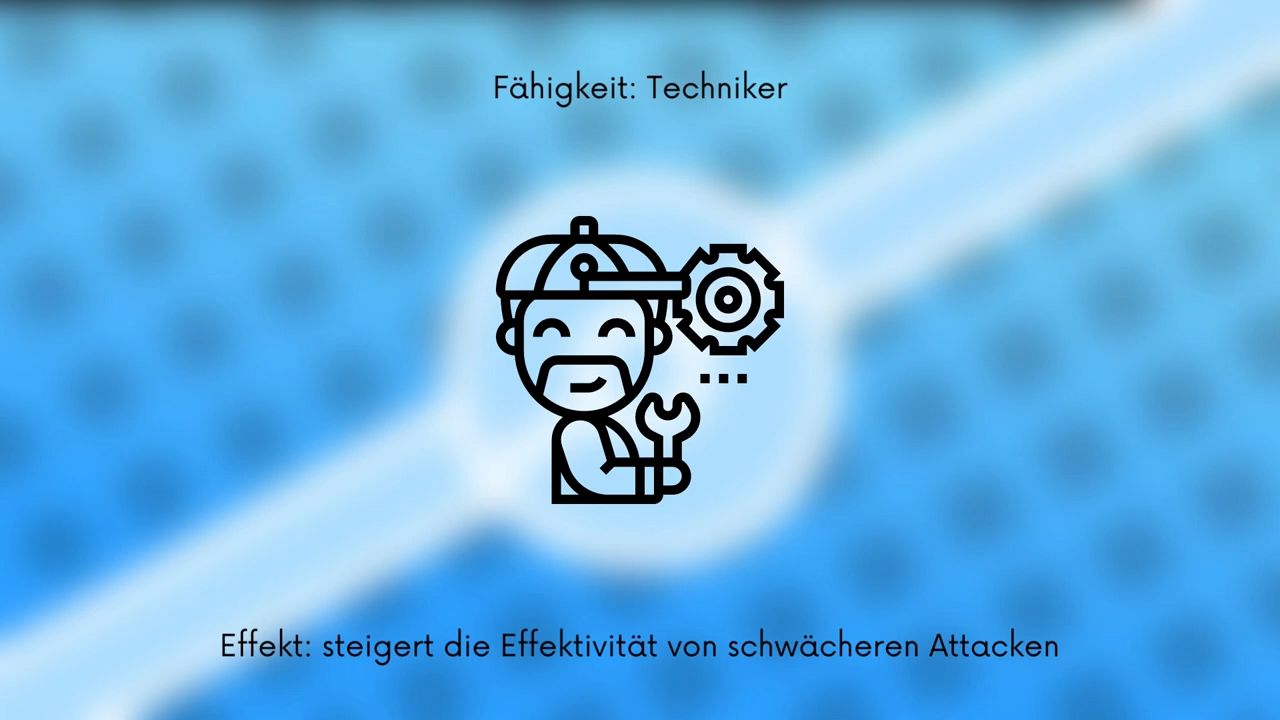 Fähigkeit: Techniker
Effekt: steigert die Effektivität von schwächeren Attacken